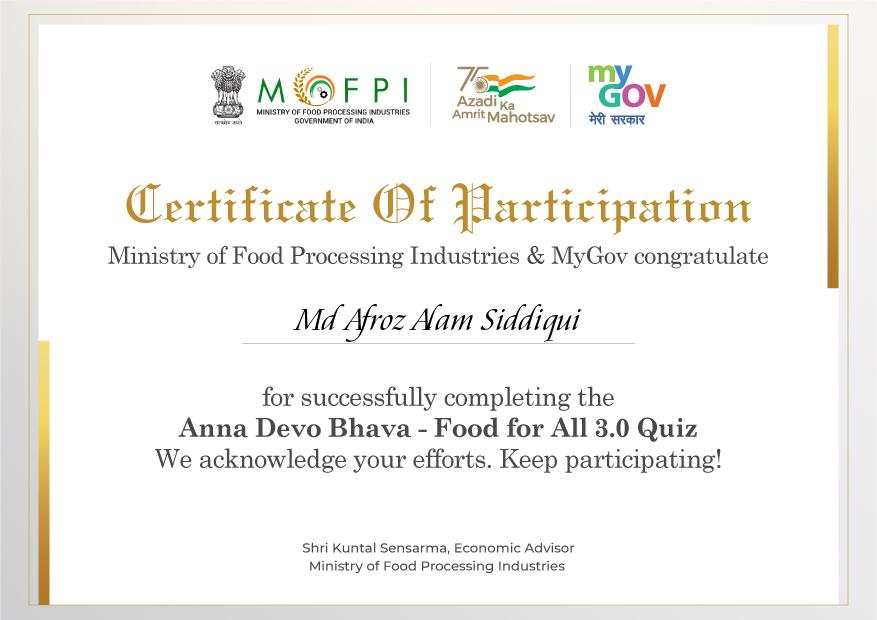 सत्यमेव जयते
MOFPI
MINISTRY OF FOOD PROCESSING INDUSTRIES
GOVERNMENT OF INDIA
75
Azadi Ka
Amrit Mahotsav
my
GOV
मेरी सरकार
Certificate Of Participation
Ministry of Food Processing Industries & MyGov congratulate
Md Afroz Alam Siddiqui
for successfully completing the
Anna Devo Bhava - Food for All 3.0 Quiz
We acknowledge your efforts. Keep participating!
Shri Kuntal Sensarma, Economic Advisor
Ministry of Food Processing Industries